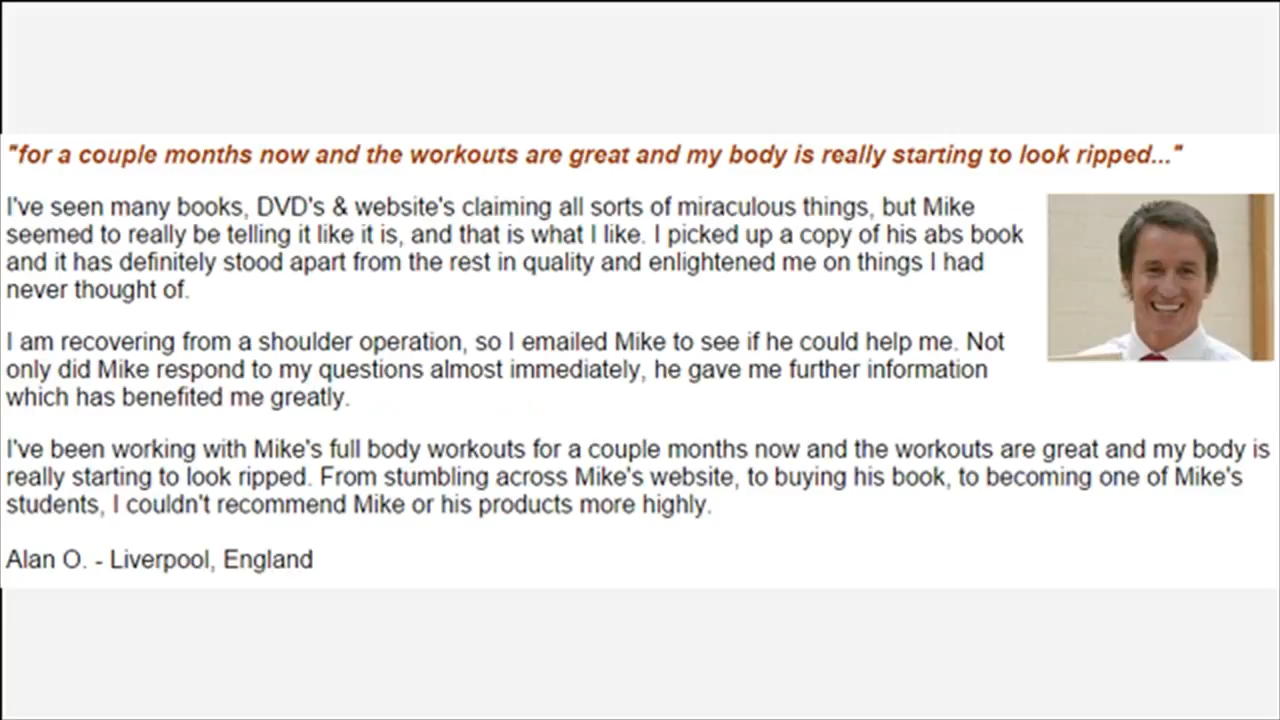 "for a couple months now and the workouts are great and my body is really starting to look ripped..."
I've seen many books, DVD's & website's claiming all sorts of miraculous things, but Mike
seemed to really be telling it like it is, and that is what I like. I picked up a copy of his abs book
and it has definitely stood apart from the rest in quality and enlightened me on things I had
never thought of.
I am recovering from a shoulder operation, so I emailed Mike to see if he could help me. Not
only did Mike respond to my questions almost immediately, he gave me further information
which has benefited me greatly.
I've been working with Mike's full body workouts for a couple months now and the workouts are great and my body is
really starting to look ripped. From stumbling across Mike's website, to buying his book, to becoming one of Mike's
students, I couldn't recommend Mike or his products more highly.
Alan O. - Liverpool, England